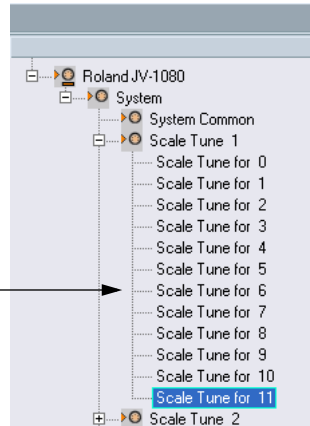 Roland JV-1080
System
System Common
Scale Tune 1
Scale Tune for 0
Scale Tune for 1
Scale Tune for 2
Scale Tune for 3
Scale Tune for 4
Scale Tune for 5
Scale Tune for 6
Scale Tune for 7
Scale Tune for 8
Scale Tune for 9
Scale Tune for 10
Scale Tune for 11
Scale Tune 2